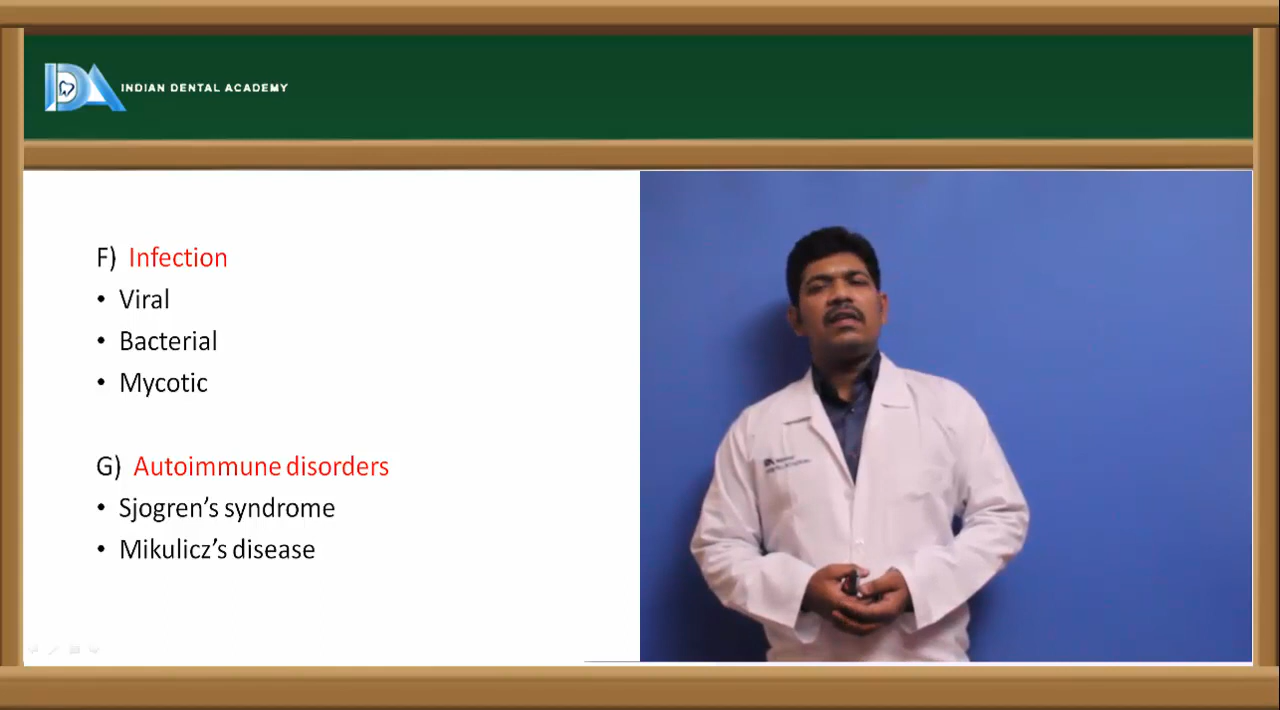 INDIAN DENTAL ACADEMY
F) Infection
• Viral
• Bacterial
• Mycotic
G) Autoimmune disorders
• Sjogren’s syndrome
• Mikulicz’s disease